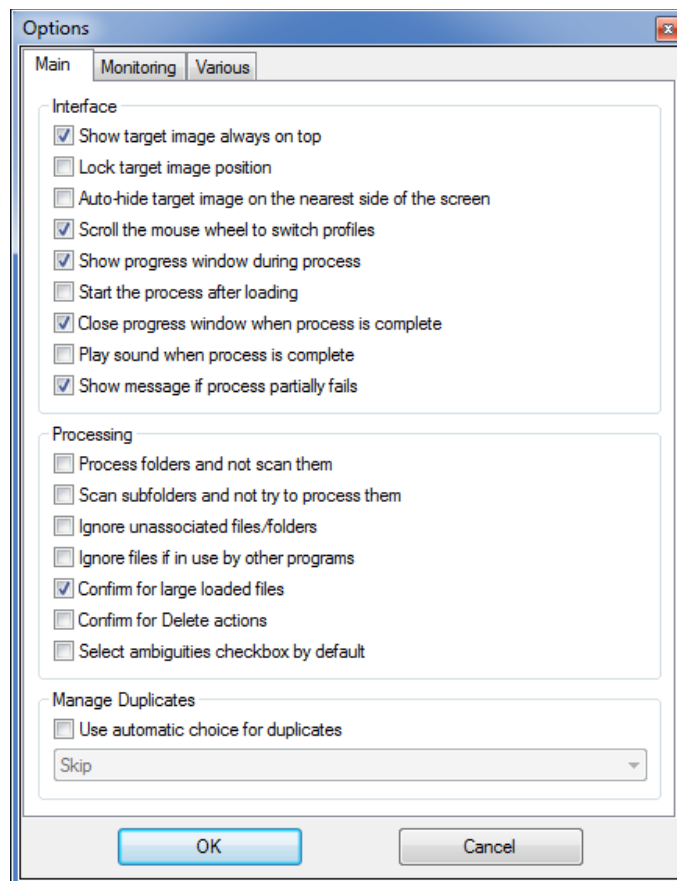 Options
Main Monitoring Various
Interface
Show target image always on top
Lock target image position
Auto-hide target image on the nearest side of the screen
Scroll the mouse wheel to switch profiles
Show progress window during process
Start the process after loading
Close progress window when process is complete
Play sound when process is complete
Show message if process partially fails
Processing
Process folders and not scan them
Scan subfolders and not try to process them
Ignore unassociated files/folders
Ignore files if in use by other programs
Confirm for large loaded files
Confirm for Delete actions
Select ambiguities checkbox by default
Manage Duplicates
Use automatic choice for duplicates
Skip
OK Cancel